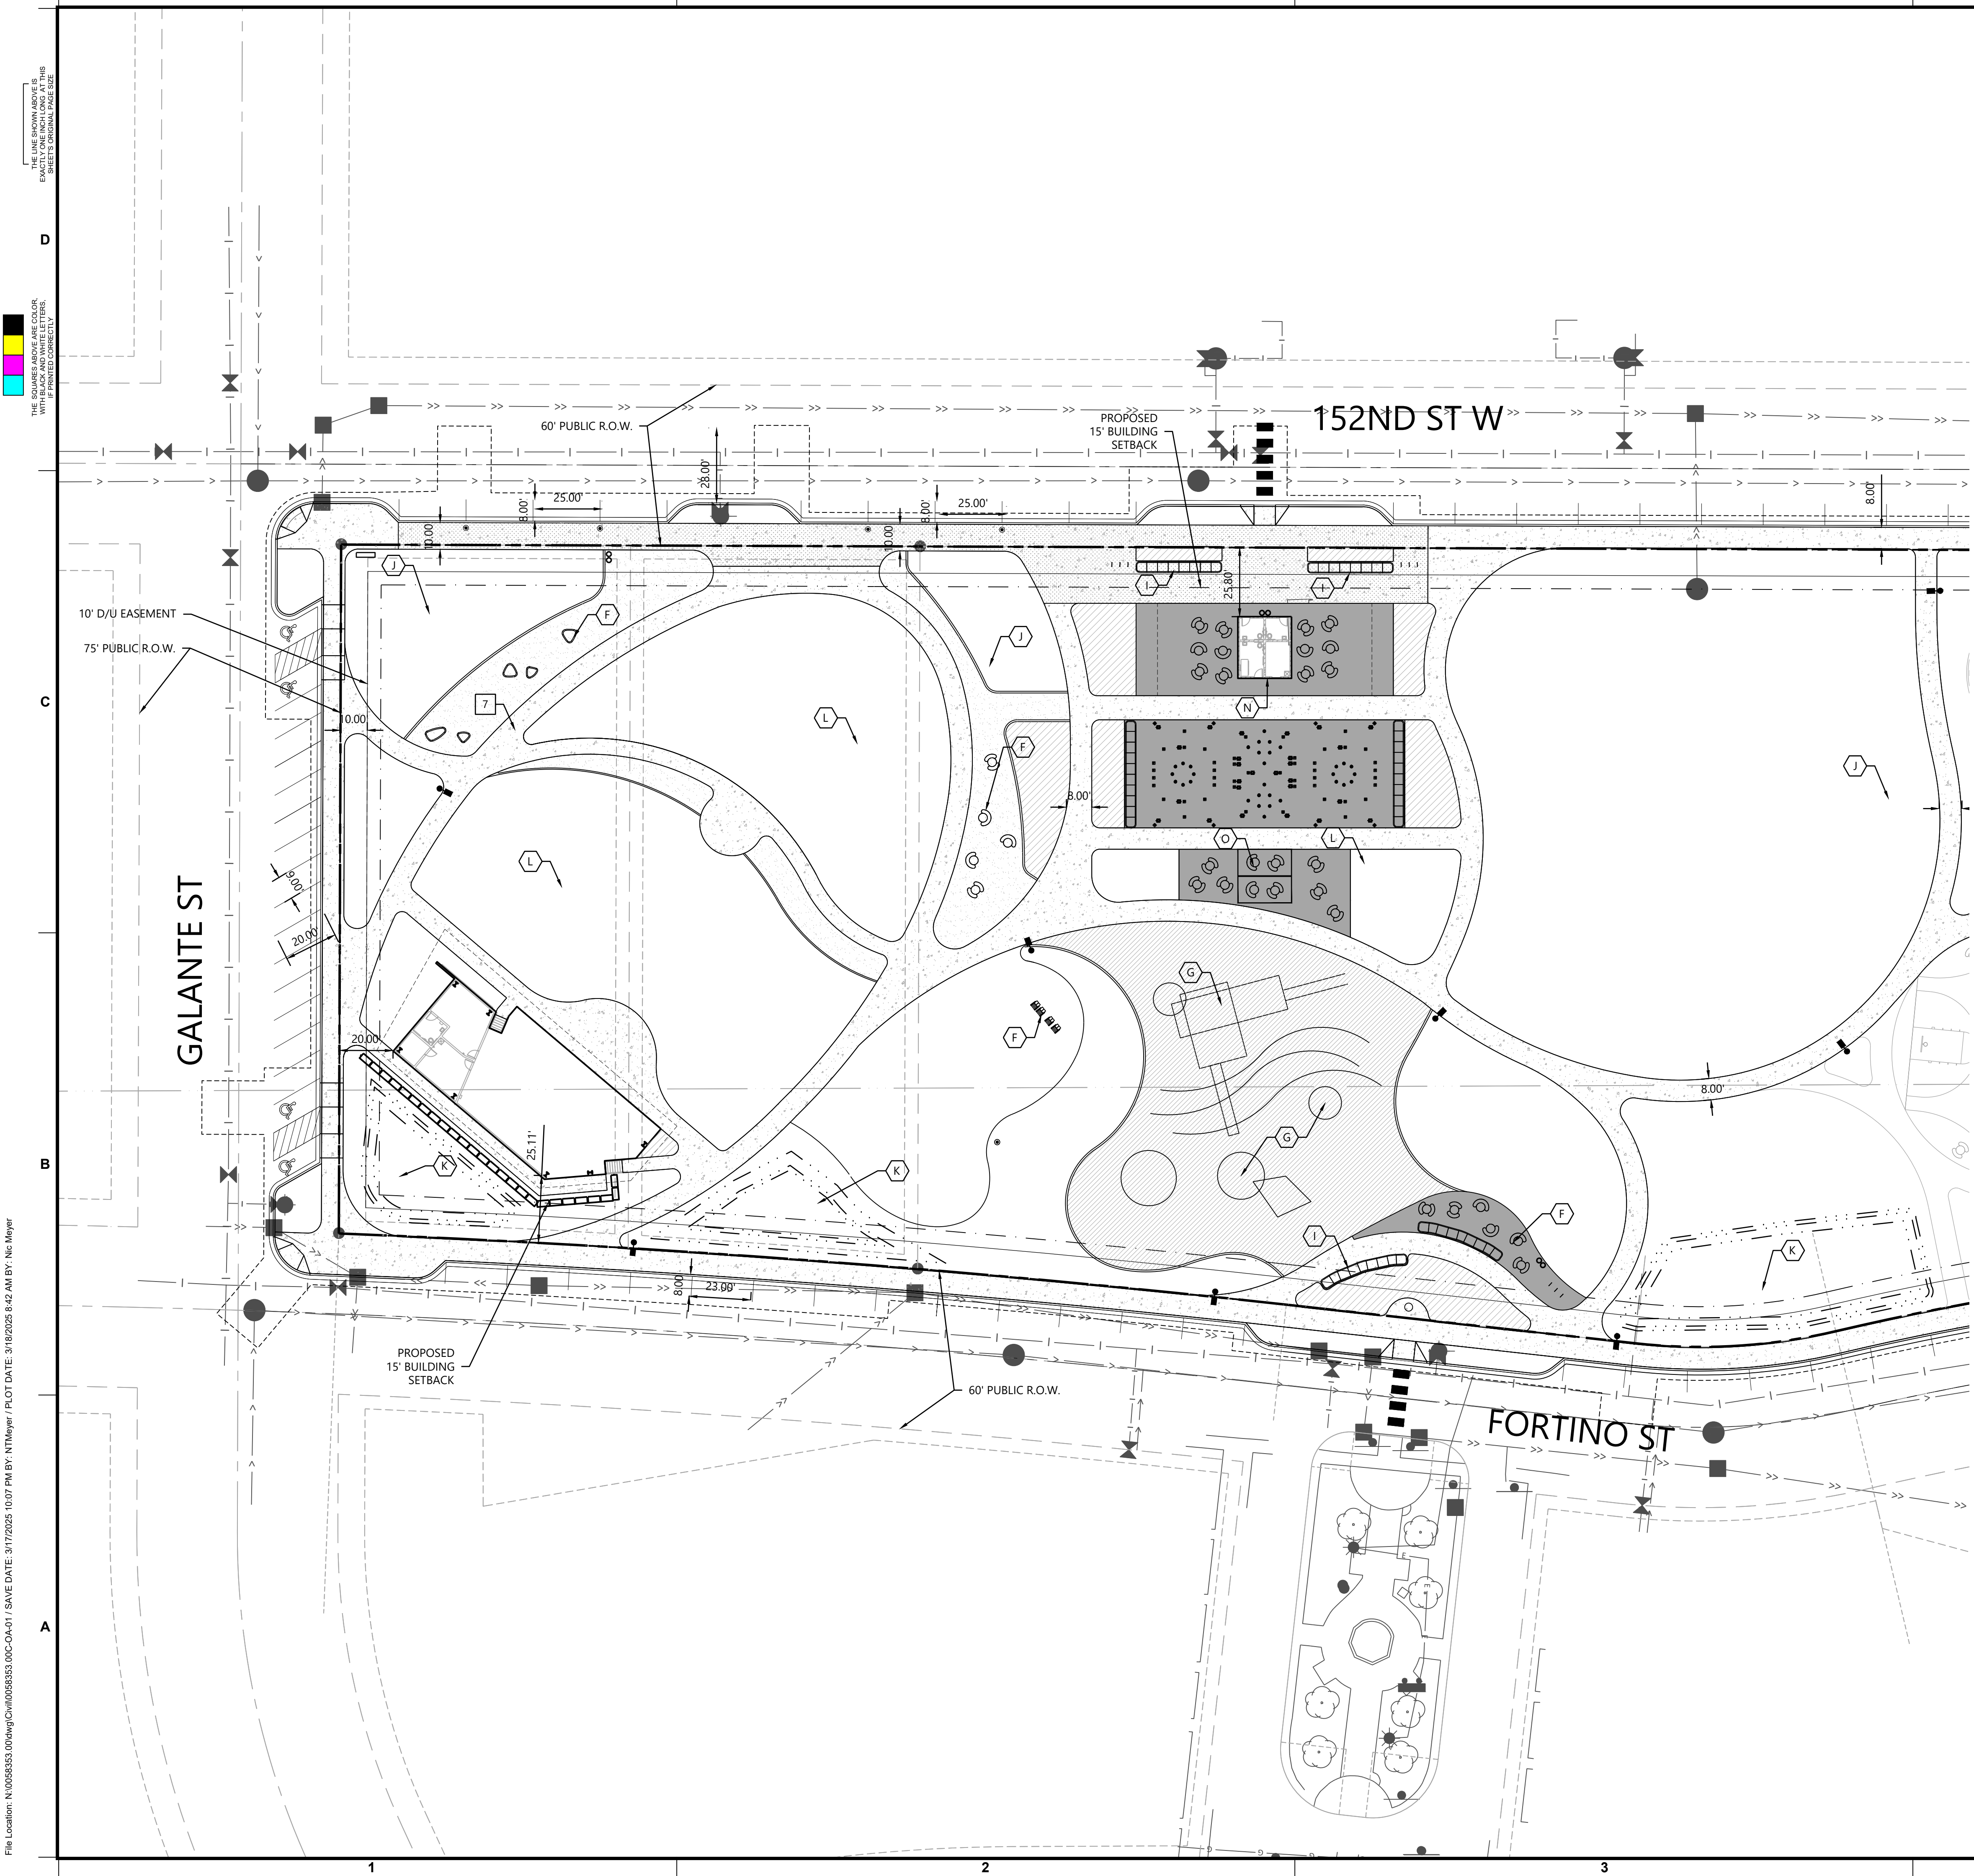 THE LINE SHOWN ABOVE IS
EXACTLY ONE INCH LONG AT THIS
SHEET'S ORIGINAL PAGE SIZE
THE SQUARES ABOVE ARE COLOR,
WITH BLACK AND WHITE LETTERS,
IF PRINTED CORRECTLY
File Location: N:\0058353.00\dwg\Civil\0058353.00C-OA-01 / SAVE DATE: 3/17/2025 10:07 PM BY: NTMeyer / PLOT DATE: 3/18/2025 8:42 AM BY: Nic Meyer
D
C
B
A
1
2
3
152ND ST W
GALANTE ST
FORTINO ST
60' PUBLIC R.O.W.
PROPOSED
15' BUILDING
SETBACK
28.00'
8.00'
25.00'
8.00'
25.00'
8.00'
10.00'
10.00'
25.80'
J
F
10' D/U EASEMENT
75' PUBLIC R.O.W.
7
10.00'
L
J
I
I
N
F
8.00'
J
O
L
L
9.00'
20.00'
G
F
20.00'
8.00'
G
25.11'
K
K
F
I
K
8.00'
23.00'
PROPOSED
15' BUILDING
SETBACK
60' PUBLIC R.O.W.